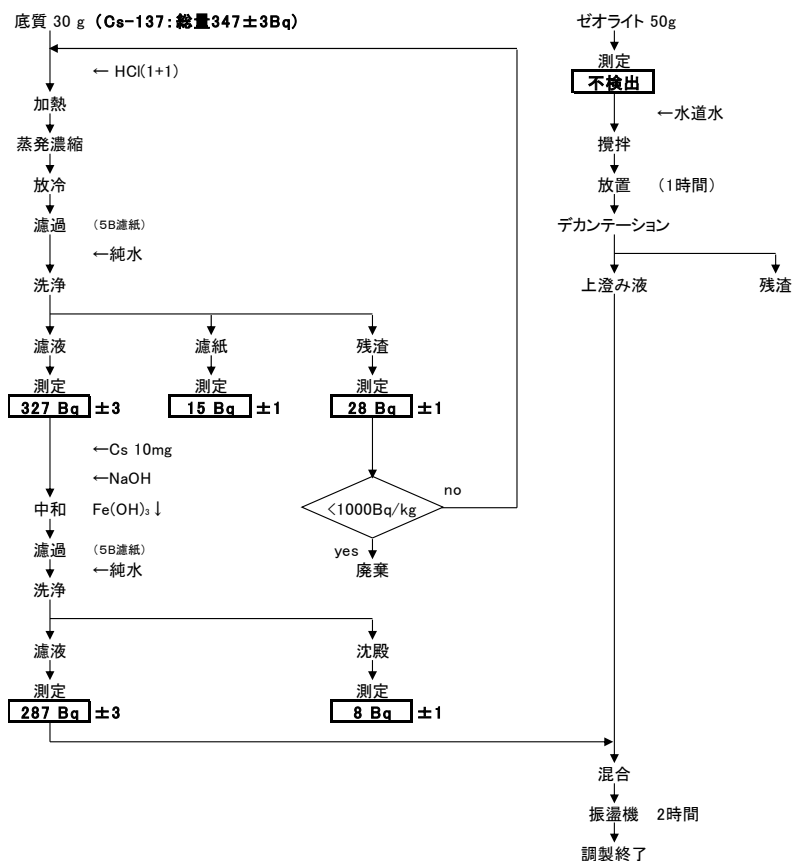 底質 30 g (Cs-137:総量347±3Bq)
← HCl(1+1)
加熱
蒸発濃縮
放冷
濾過 (5B濾紙)
←純水
洗浄
濾液 濾紙 残渣
測定 測定 測定
327 Bq ±3 15 Bq ±1 28 Bq ±1
←Cs 10mg
←NaOH
中和 Fe(OH)₃↓
濾過 (5B濾紙)
←純水
洗浄
<1000Bq/kg
no
yes
廃棄
濾液 沈殿
測定 測定
287 Bq ±3 8 Bq ±1
ゼオライト 50g
測定
不検出
←水道水
攪拌
放置 (1時間)
デカンテーション
上澄み液 残渣
混合
振盪機 2時間
調製終了